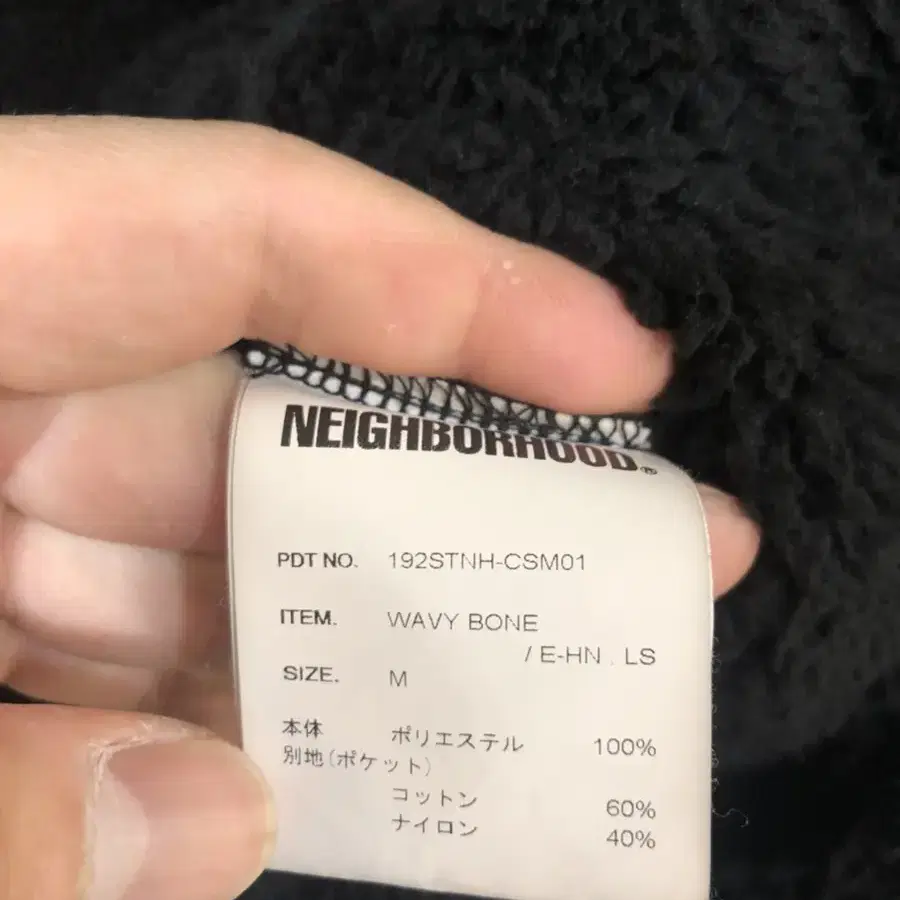 NEIGHBORHOOD®
PDT NO. 192STNH-CSM01
ITEM. WAVY BONE
/ E-HN . LS
SIZE. M
本体 ポリエステル 100%
別地(ポケット)
コットン 60%
ナイロン 40%